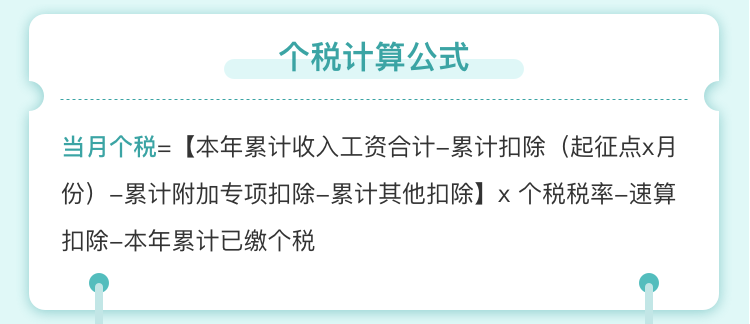 个税计算公式
当月个税=【本年累计收入工资合计–累计扣除（起征点x月
份）–累计附加专项扣除–累计其他扣除】x 个税税率–速算
扣除–本年累计已缴个税